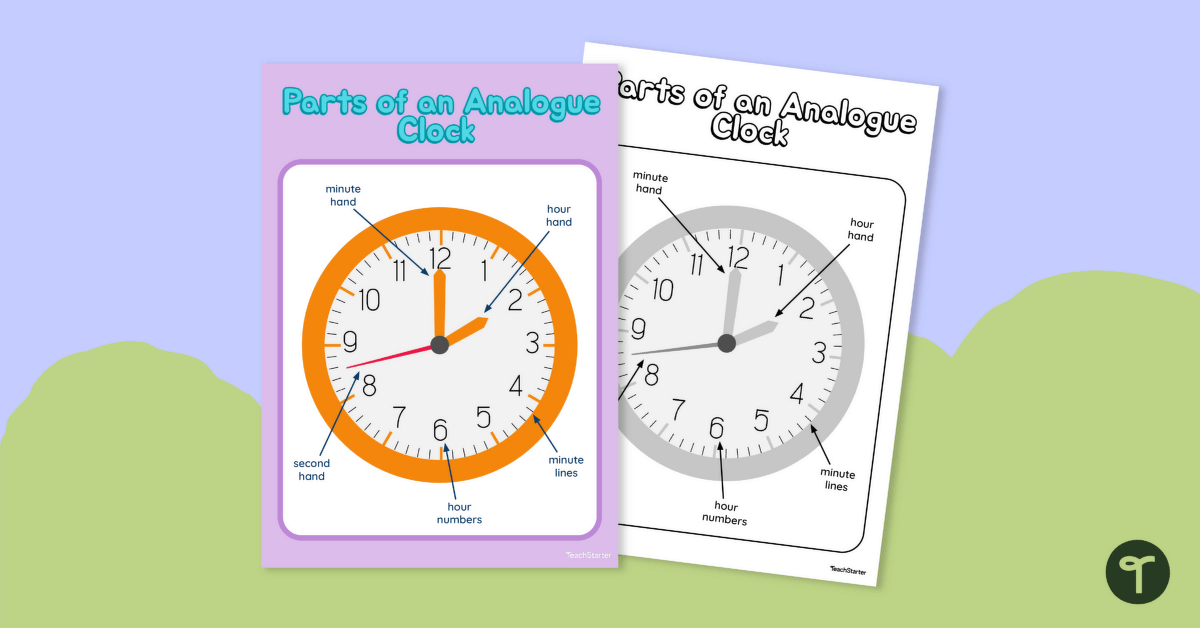 Parts of an Analogue
Clock
minute
hand
hour
hand
12
1
2
3
4
5
6
7
8
9
10
11
second
hand
hour
numbers
minute
lines
TeachStarter
Parts of an Analogue
Clock
minute
hand
hour
hand
12
1
2
3
4
5
6
7
8
9
10
11
hour
numbers
minute
lines
TeachStarter